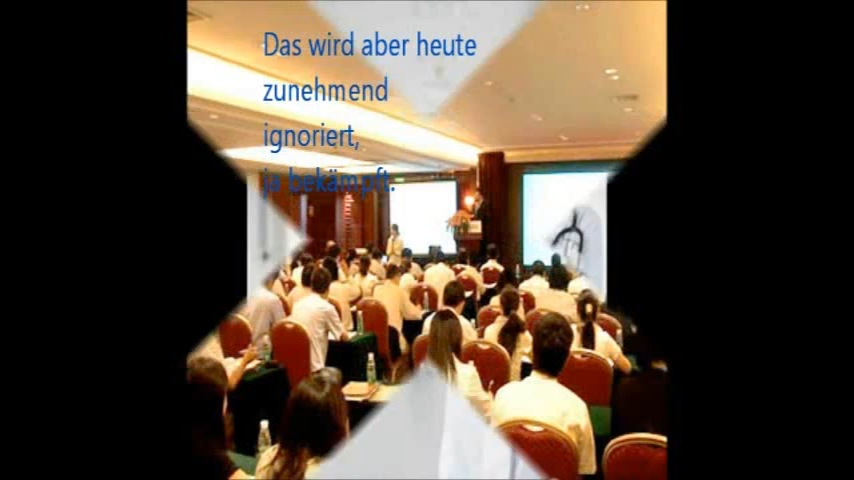 Das wird aber heute
zunehmend
ignoriert,
ja bekämpft.